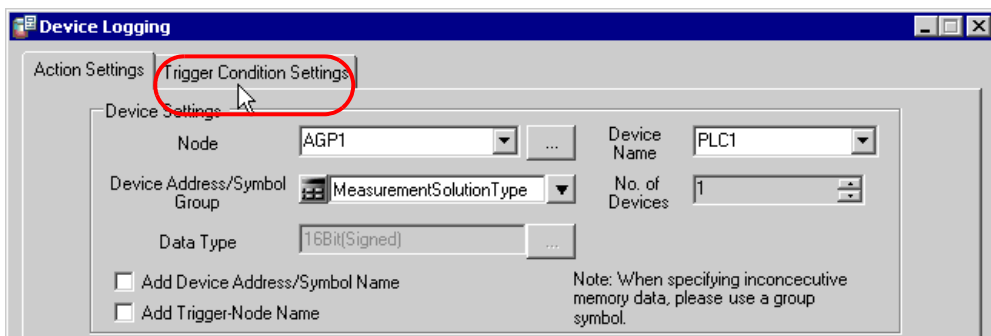 Device Logging
Action Settings
Trigger Condition Settings
Device Settings
Node
AGP1
...
Device
Name
PLC1
Device Address/Symbol
Group
MeasurementSolutionType
No. of
Devices
1
Data Type
16Bit(Signed)
...
Add Device Address/Symbol Name
Add Trigger-Node Name
Note: When specifying inconcecutive
memory data, please use a group
symbol.